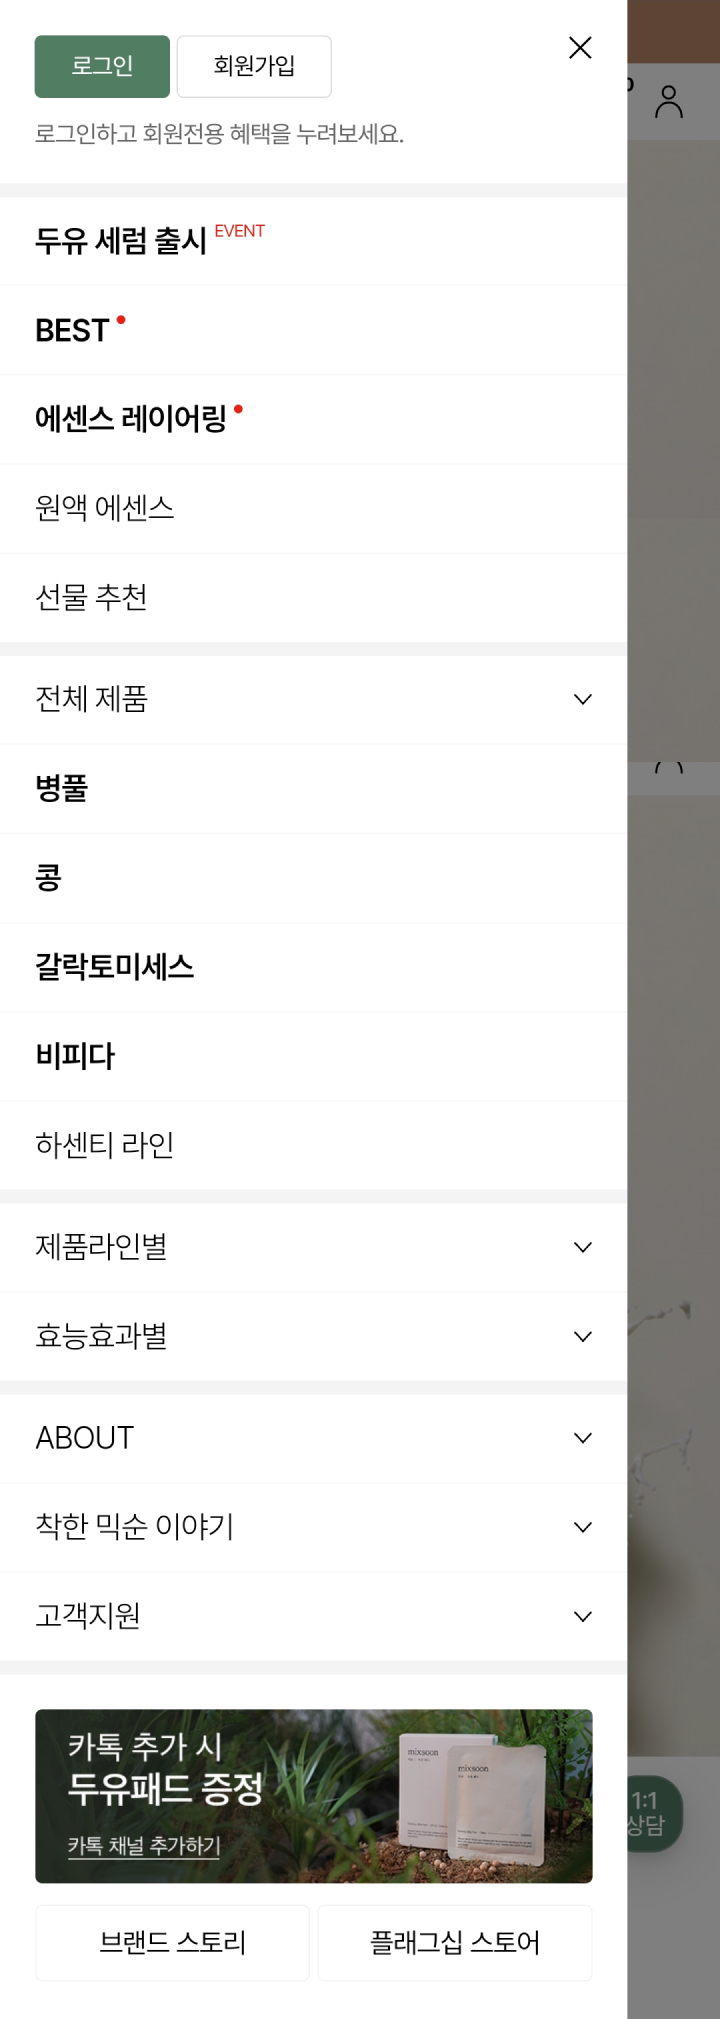 로그인
회원가입
로그인하고 회원전용 혜택을 누려보세요.
두유 세럼 출시 EVENT
BEST
에센스 레이어링
원액 에센스
선물 추천
전체 제품
병풀
콩
갈락토미세스
비피다
하센티 라인
제품라인별
효능효과별
ABOUT
착한 믹순 이야기
고객지원
카톡 추가 시
두유패드 증정
카톡 채널 추가하기
mixsoon
mixsoon
1:1
상담
브랜드 스토리
플래그십 스토어